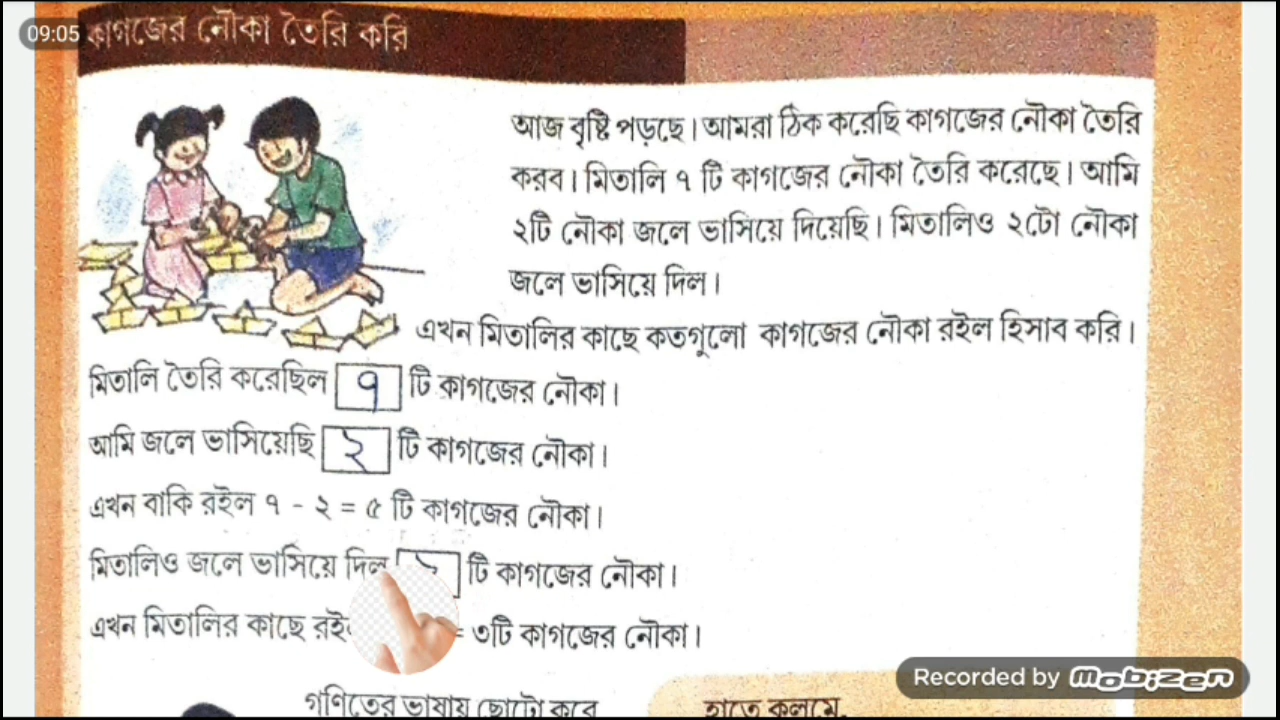 09:05
কাগজের নৌকা তৈরি করি
আজ বৃষ্টি পড়ছে। আমরা ঠিক করেছি কাগজের নৌকা তৈরি
করব। মিতালি ৭ টি কাগজের নৌকা তৈরি করেছে। আমি
২টি নৌকা জলে ভাসিয়ে দিয়েছি। মিতালিও ২টো নৌকা
জলে ভাসিয়ে দিল।
এখন মিতালির কাছে কতগুলো কাগজের নৌকা রইল হিসাব করি।
মিতালি তৈরি করেছিল ৭ টি কাগজের নৌকা।
আমি জলে ভাসিয়েছি ২ টি কাগজের নৌকা।
এখন বাকি রইল ৭ - ২ = ৫ টি কাগজের নৌকা।
মিতালিও জলে ভাসিয়ে দিল টি কাগজের নৌকা।
এখন মিতালির কাছে = ৩টি কাগজের নৌকা।
গণিতের ভাষায় ছোটো করে
হাতে কলমে
Recorded by mobizen